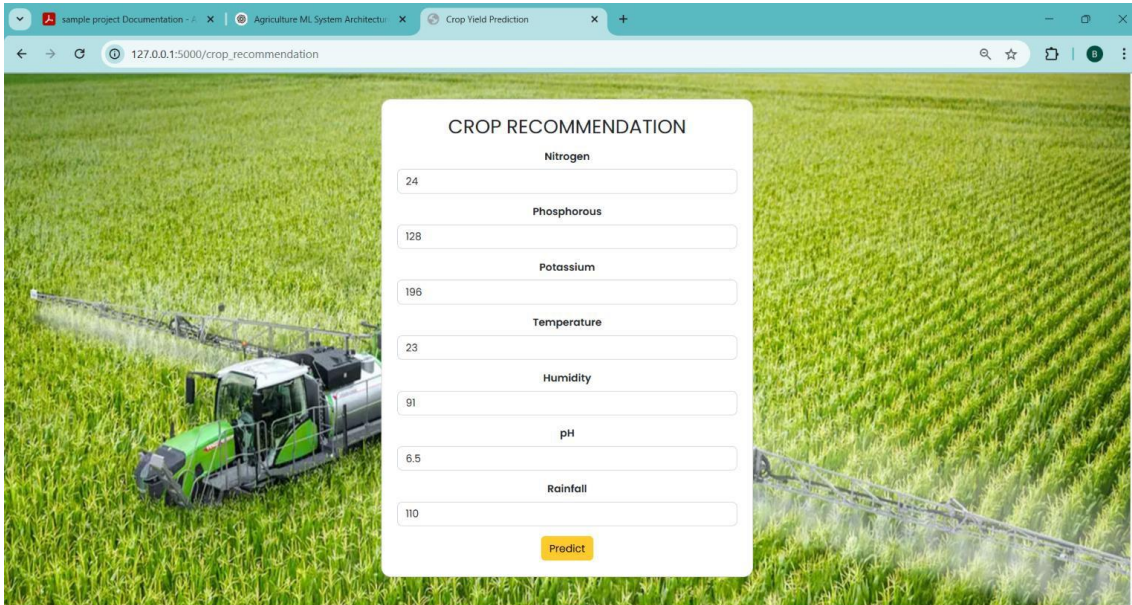 sample project Documentation - A
Agriculture ML System Architectur
Crop Yield Prediction
127.0.0.1:5000/crop_recommendation
B
CROP RECOMMENDATION
Nitrogen
24
Phosphorous
128
Potassium
196
Temperature
23
Humidity
91
pH
6.5
Rainfall
110
Predict